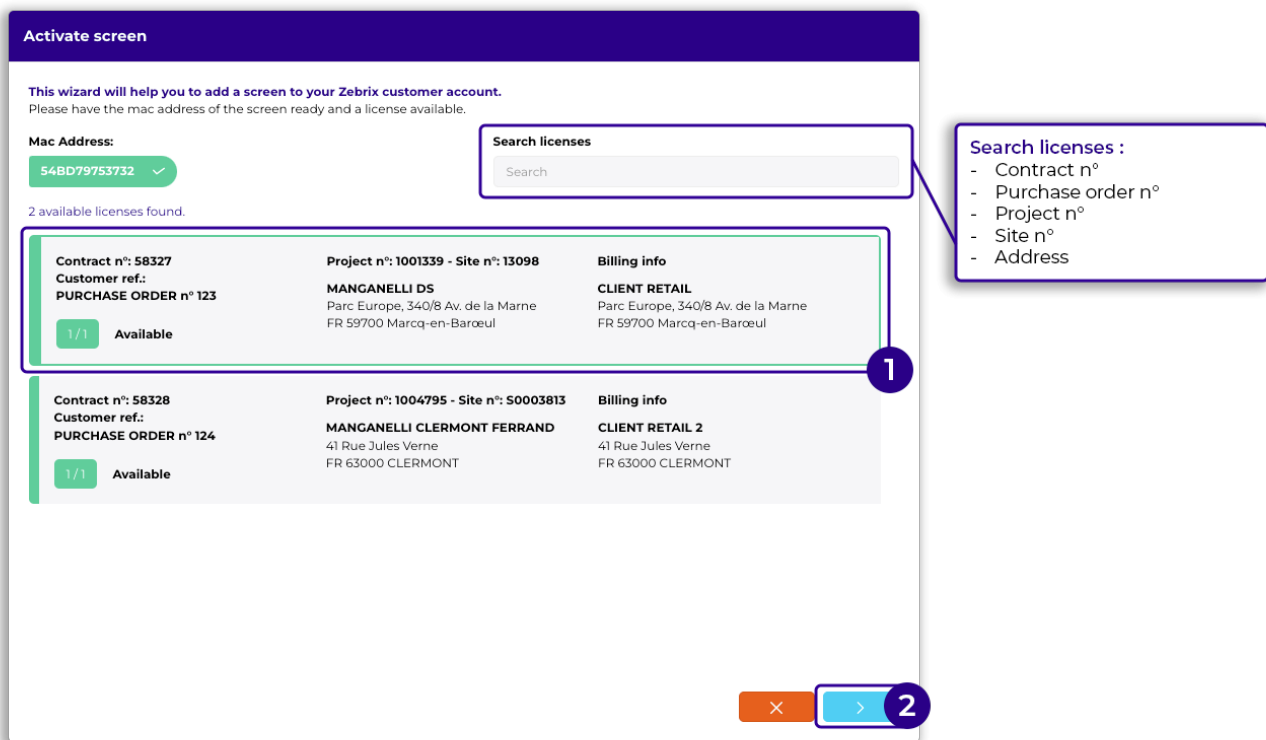 Activate screen
This wizard will help you to add a screen to your Zebrix customer account.
Please have the mac address of the screen ready and a license available.
Mac Address:
54BD79753732
Search licenses
Search
2 available licenses found.
Contract n°: 58327
Customer ref.:
PURCHASE ORDER n° 123
1/1 Available
Project n°: 1001339 - Site n°: 13098
MANGANELLI DS
Parc Europe, 340/8 Av. de la Marne
FR 59700 Marcq-en-Barœul
Billing info
CLIENT RETAIL
Parc Europe, 340/8 Av. de la Marne
FR 59700 Marcq-en-Barœul
1
Contract n°: 58328
Customer ref.:
PURCHASE ORDER n° 124
1/1 Available
Project n°: 1004795 - Site n°: S0003813
MANGANELLI CLERMONT FERRAND
41 Rue Jules Verne
FR 63000 CLERMONT
Billing info
CLIENT RETAIL 2
41 Rue Jules Verne
FR 63000 CLERMONT
2
Search licenses :
- Contract n°
- Purchase order n°
- Project n°
- Site n°
- Address